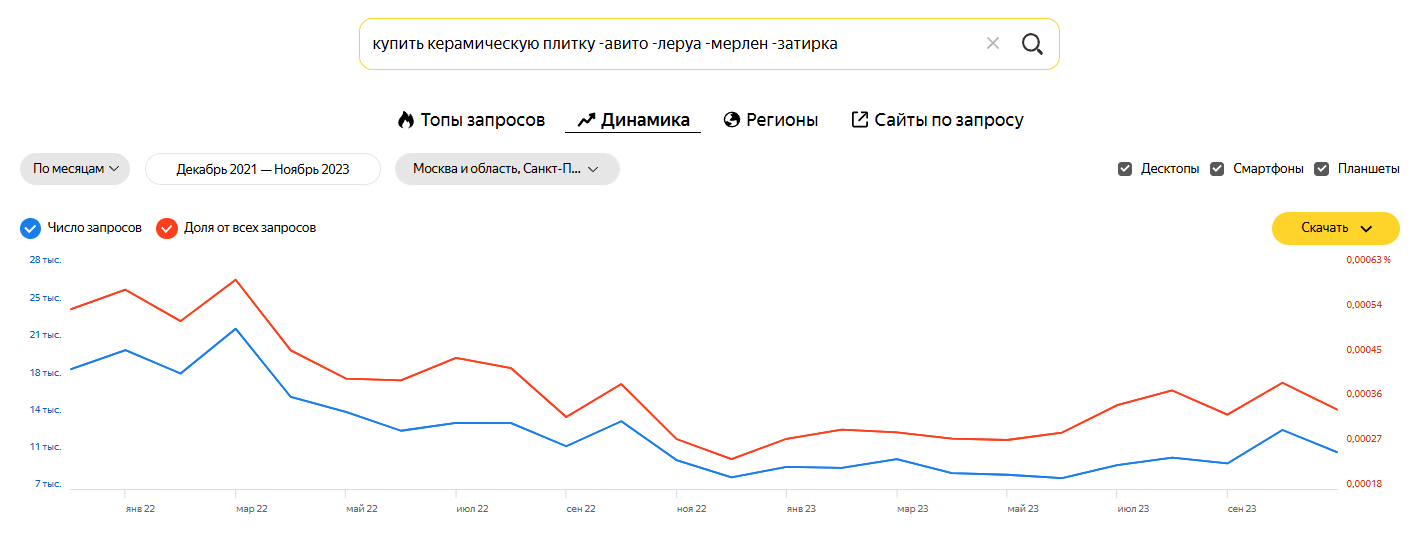 купить керамическую плитку -авито -леруа -мерлен -затирка
Топы запросов Динамика Регионы Сайты по запросу
По месяцам Декабрь 2021 — Ноябрь 2023 Москва и область, Санкт-П... Десктопы Смартфоны Планшеты
Число запросов Доля от всех запросов Скачать
28 тыс. 0,00063 %
25 тыс. 0,00054
21 тыс. 0,00045
18 тыс. 0,00036
14 тыс. 0,00027
11 тыс. 0,00018
7 тыс.
янв 22 мар 22 май 22 июл 22 сен 22 ноя 22 янв 23 мар 23 май 23 июл 23 сен 23